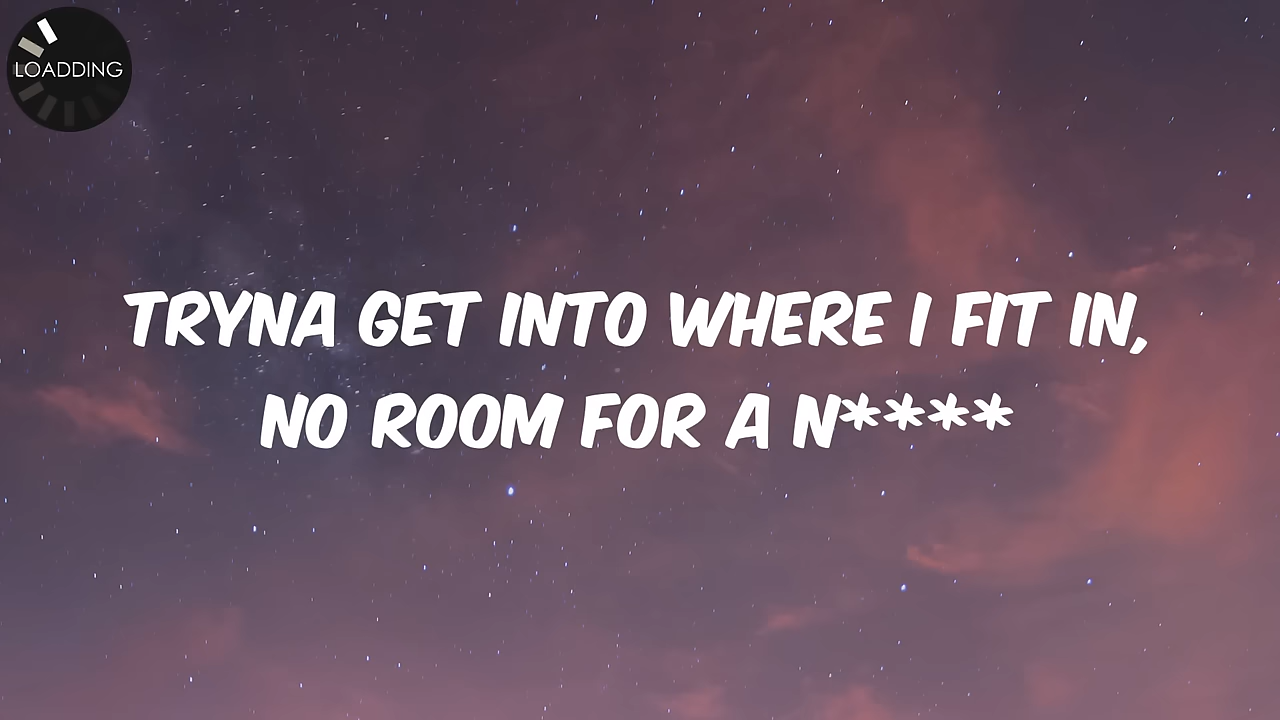 LOADDING
TRYNA GET INTO WHERE I FIT IN,
NO ROOM FOR A N****